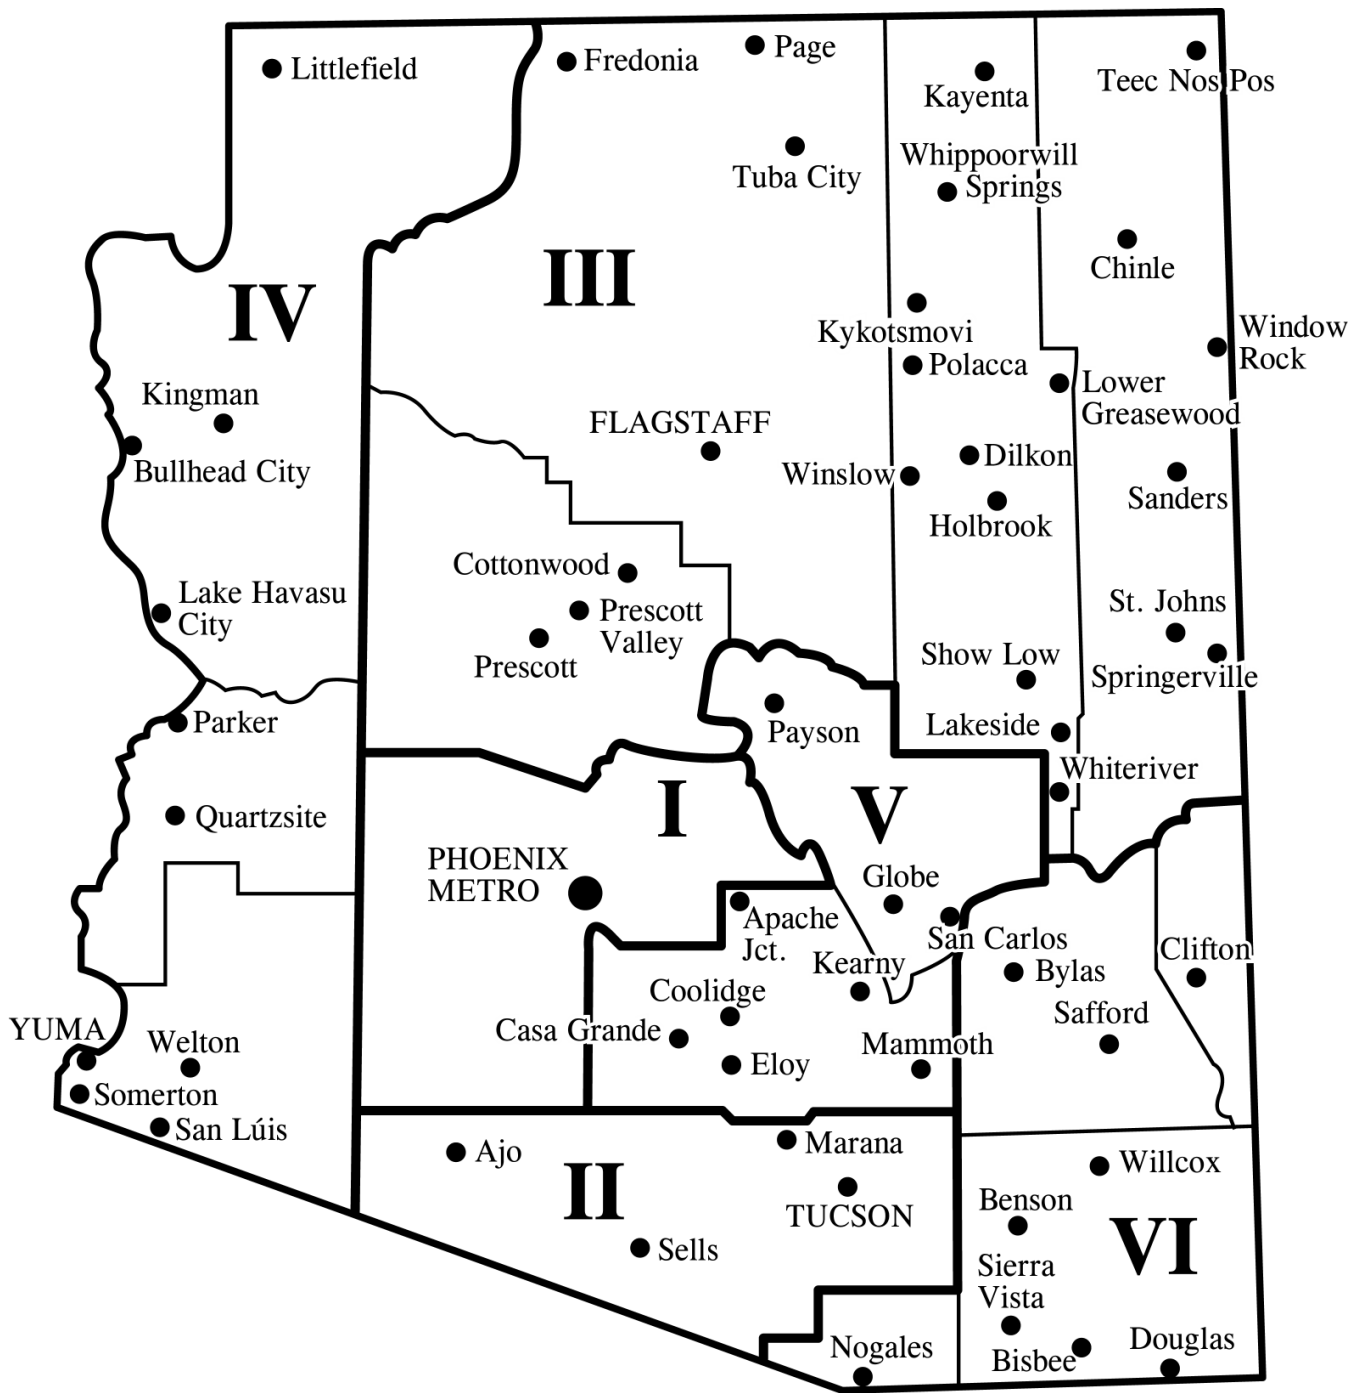 Littlefield
Fredonia
Page
Kayenta
Teec Nos Pos
Tuba City
Whippoorwill
Springs
Chinle
IV
III
Kykotsmovi
Polacca
Window
Rock
Lower
Greasewood
Kingman
Bullhead City
FLAGSTAFF
Winslow
Dilkon
Holbrook
Sanders
Lake Havasu
City
Cottonwood
Prescott
Valley
Prescott
St. Johns
Springerville
Show Low
Lakeside
Whiteriver
Parker
Payson
Quartzsite
I
V
PHOENIX
METRO
Globe
Apache
Jct.
San Carlos
Kearny
Bylas
Clifton
Coolidge
Casa Grande
Safford
YUMA
Welton
Eloy
Mammoth
Somerton
San Lúis
Ajo
II
Marana
TUCSON
Sells
Willcox
Benson
VI
Sierra
Vista
Nogales
Bisbee
Douglas